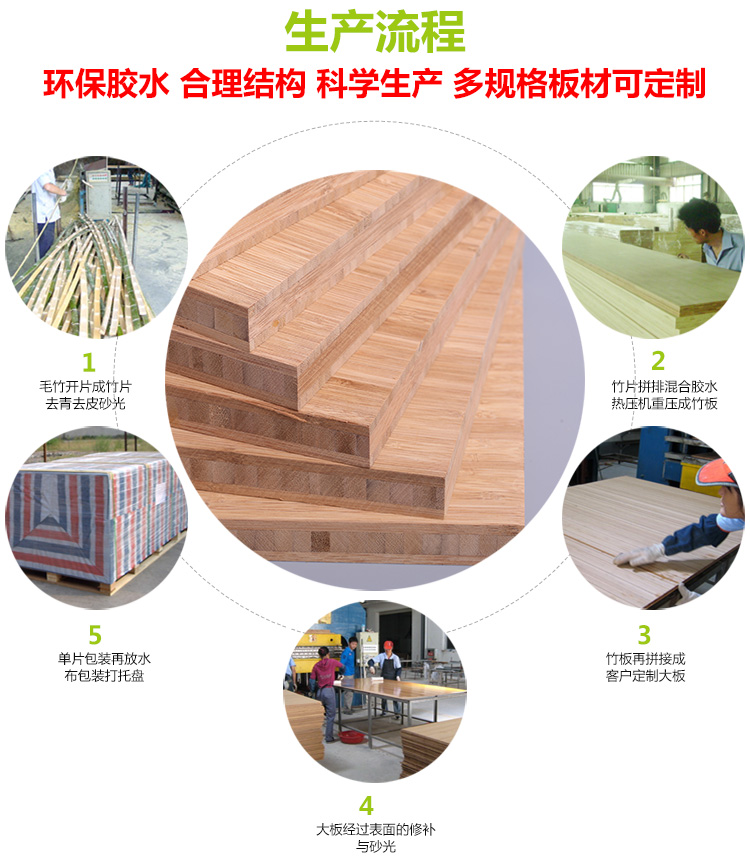 生产流程
环保胶水 合理结构 科学生产 多规格板材可定制
1
毛竹开片成竹片
去青去皮砂光
2
竹片拼排混合胶水
热压机重压成竹板
3
竹板再拼接成
客户定制大板
4
大板经过表面的修补
与砂光
5
单片包装再放水
布包装打托盘